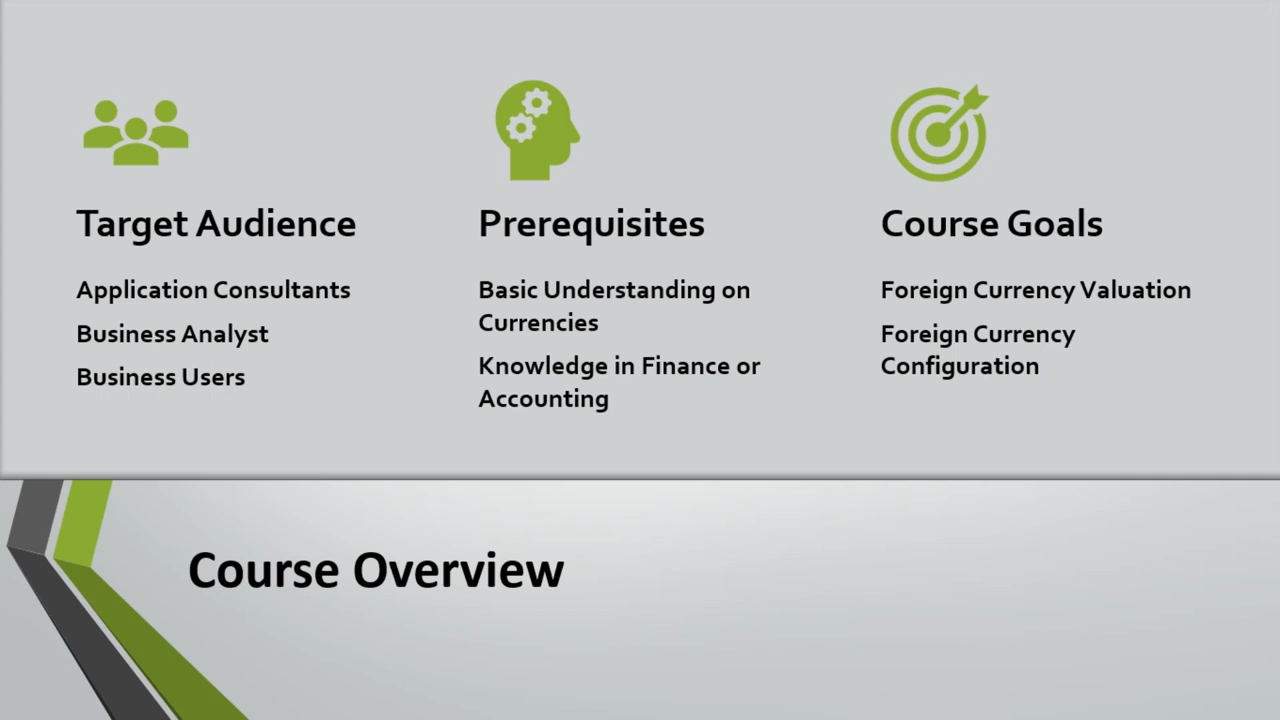 Target Audience
Application Consultants
Business Analyst
Business Users
Prerequisites
Basic Understanding on
Currencies
Knowledge in Finance or
Accounting
Course Goals
Foreign Currency Valuation
Foreign Currency
Configuration
Course Overview